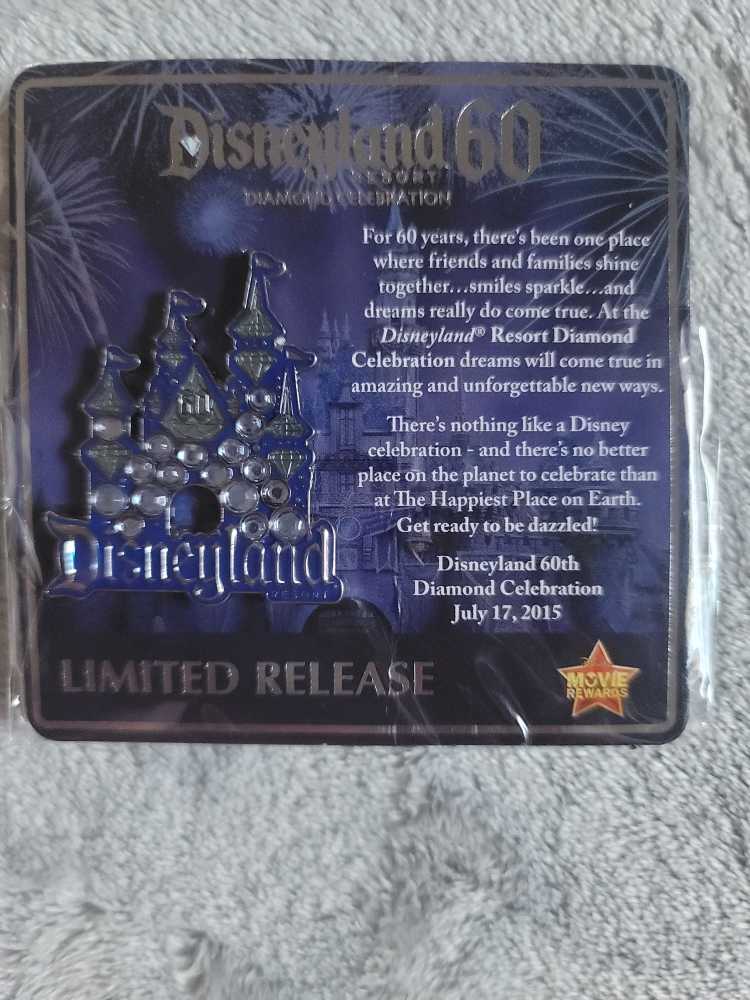 Disneyland 60
RESORT
DIAMOND CELEBRATION
For 60 years, there's been one place
where friends and families shine
together...smiles sparkle...and
dreams really do come true. At the
Disneyland® Resort Diamond
Celebration dreams will come true in
amazing and unforgettable new ways.
There's nothing like a Disney
celebration - and there's no better
place on the planet to celebrate than
at The Happiest Place on Earth.
Get ready to be dazzled!
Disneyland 60th
Diamond Celebration
July 17, 2015
60
Disneyland
RESORT
LIMITED RELEASE
MOVIE
REWARDS